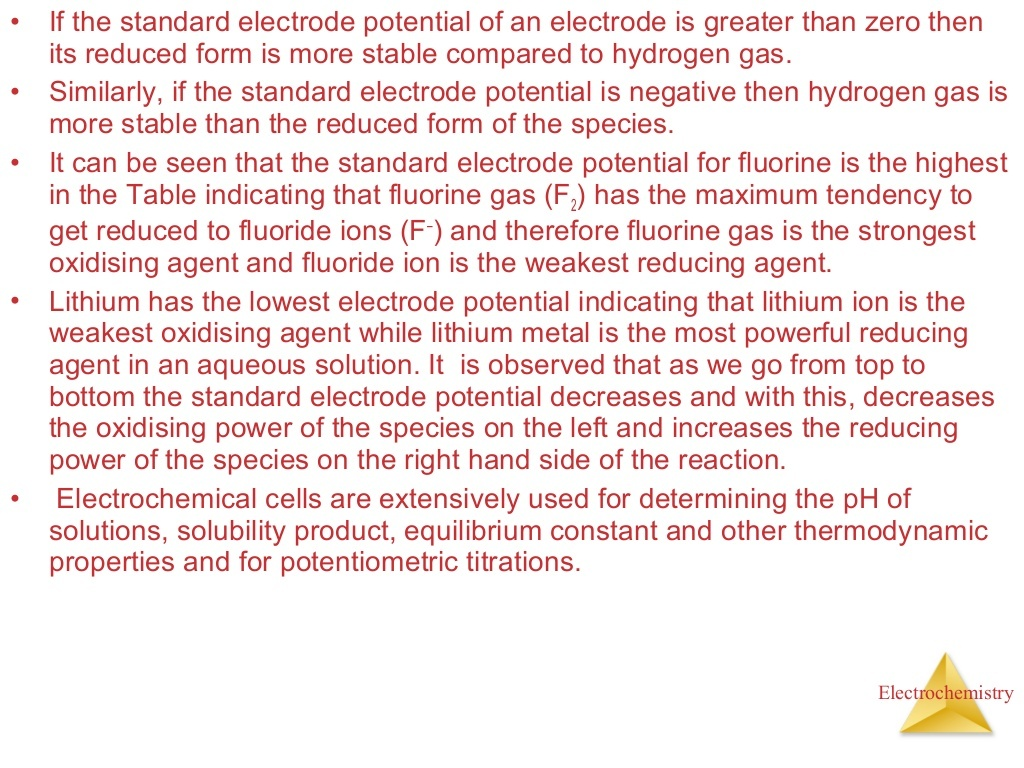 • If the standard electrode potential of an electrode is greater than zero then
its reduced form is more stable compared to hydrogen gas.
• Similarly, if the standard electrode potential is negative then hydrogen gas is
more stable than the reduced form of the species.
• It can be seen that the standard electrode potential for fluorine is the highest
in the Table indicating that fluorine gas (F₂) has the maximum tendency to
get reduced to fluoride ions (F⁻) and therefore fluorine gas is the strongest
oxidising agent and fluoride ion is the weakest reducing agent.
• Lithium has the lowest electrode potential indicating that lithium ion is the
weakest oxidising agent while lithium metal is the most powerful reducing
agent in an aqueous solution. It  is observed that as we go from top to
bottom the standard electrode potential decreases and with this, decreases
the oxidising power of the species on the left and increases the reducing
power of the species on the right hand side of the reaction.
• Electrochemical cells are extensively used for determining the pH of
solutions, solubility product, equilibrium constant and other thermodynamic
properties and for potentiometric titrations.
Electrochemistry